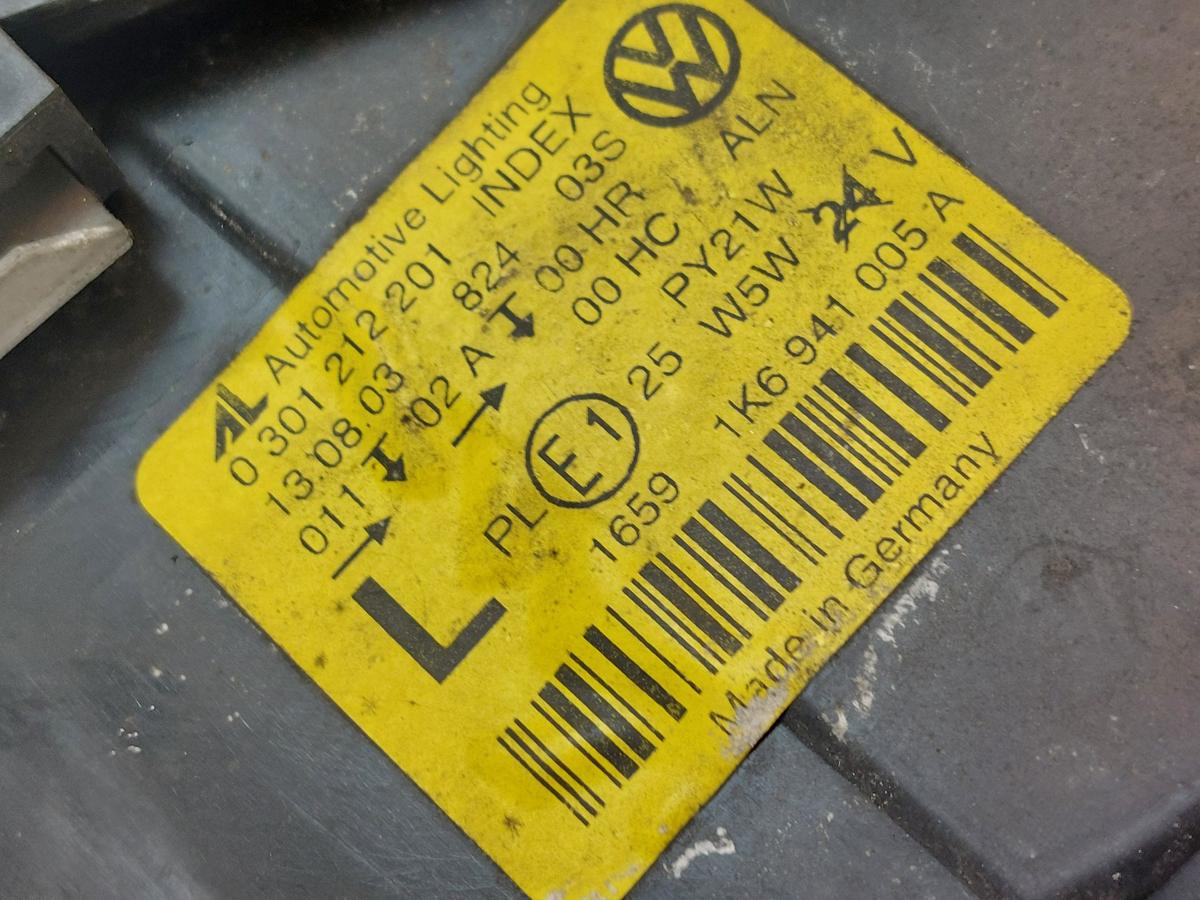 VW
AL Automotive Lighting
0 301 212 201 INDEX
13.08.03 824 03S
011 02 A 00 HR ALN
00 HC
L PY21W
PL E1 25 W5W 24 V
1659 1K6 941 005 A
Made in Germany